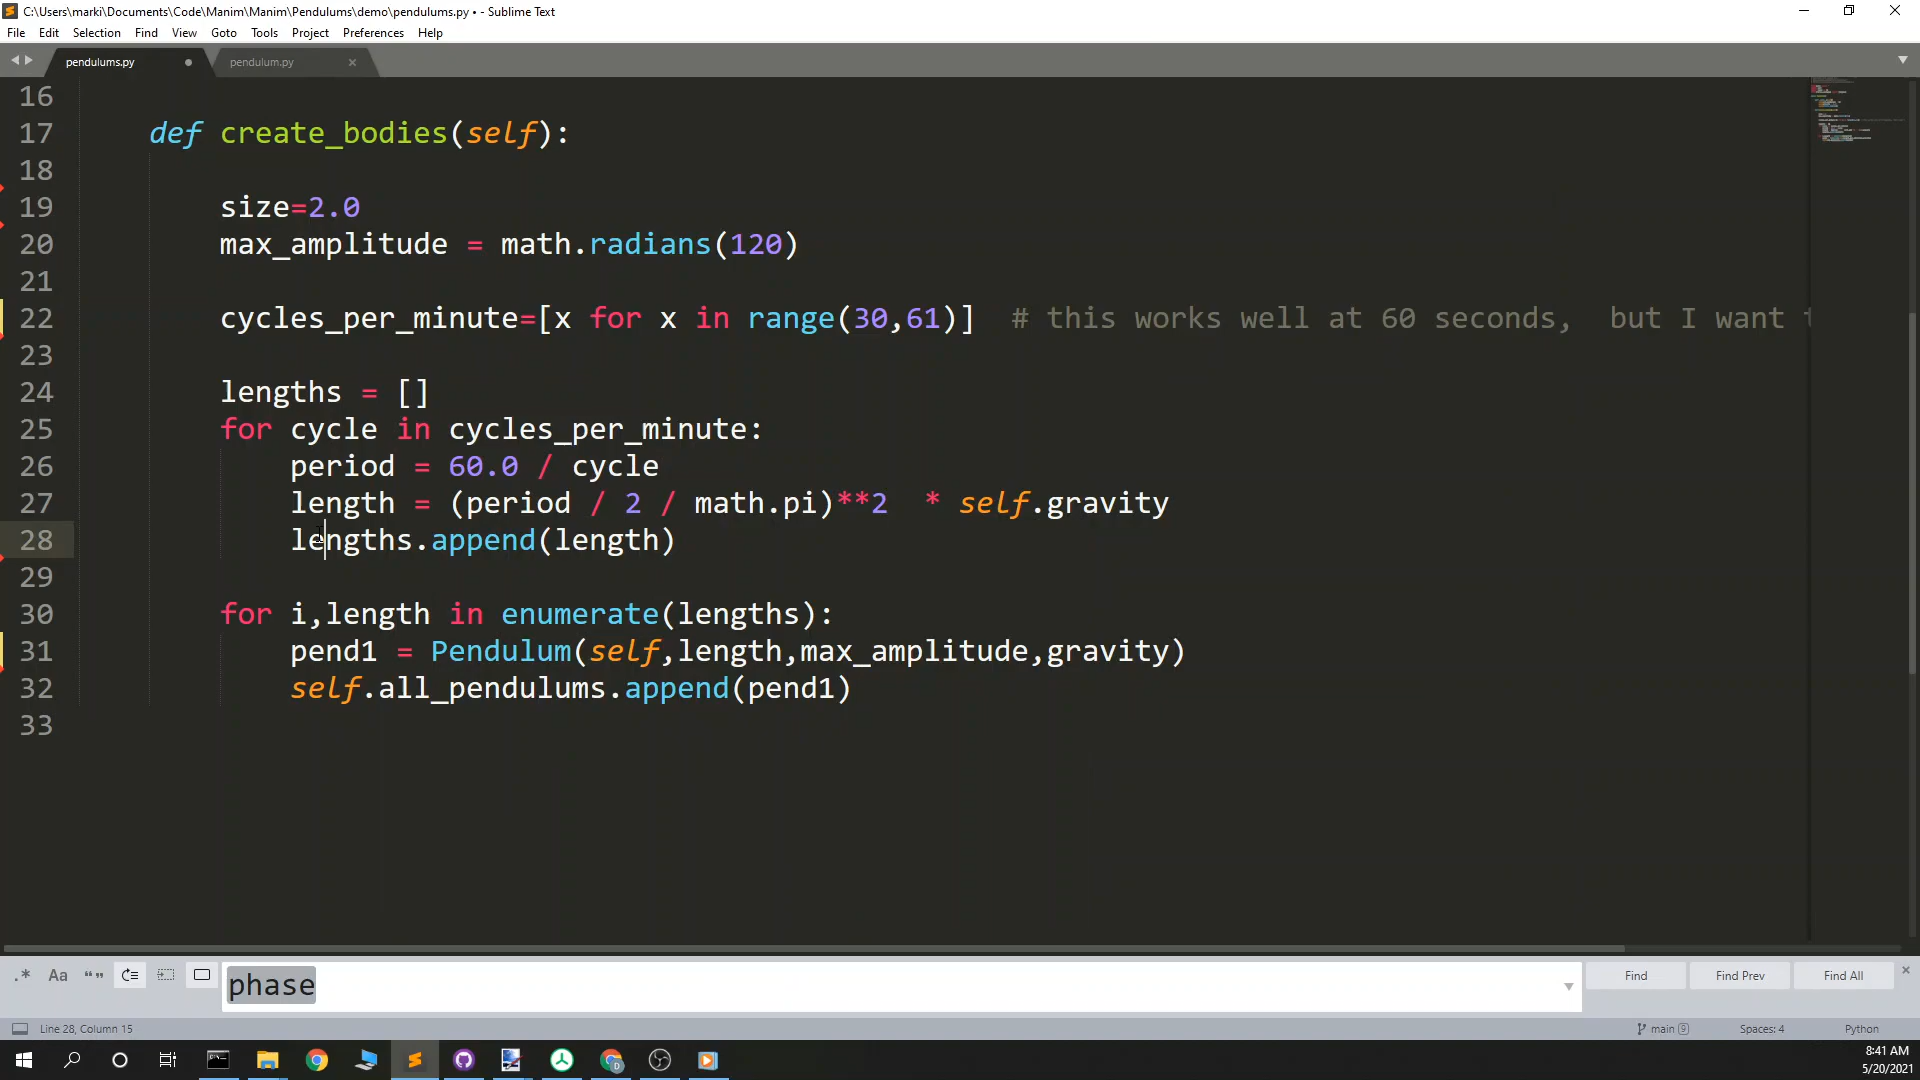 C:\Users\marki\Documents\Code\Manim\Manim\Pendulums\demo\pendulums.py • - Sublime Text
File Edit Selection Find View Goto Tools Project Preferences Help
pendulums.py pendulum.py
16
17 def create_bodies(self):
18
19 size=2.0
20 max_amplitude = math.radians(120)
21
22 cycles_per_minute=[x for x in range(30,61)] # this works well at 60 seconds, but I want
23
24 lengths = []
25 for cycle in cycles_per_minute:
26 period = 60.0 / cycle
27 length = (period / 2 / math.pi)**2 * self.gravity
28 lengths.append(length)
29
30 for i,length in enumerate(lengths):
31 pend1 = Pendulum(self,length,max_amplitude,gravity)
32 self.all_pendulums.append(pend1)
33
.* Aa “” phase Find Find Prev Find All
Line 28, Column 15 main 9 Spaces: 4 Python
8:41 AM
5/20/2021